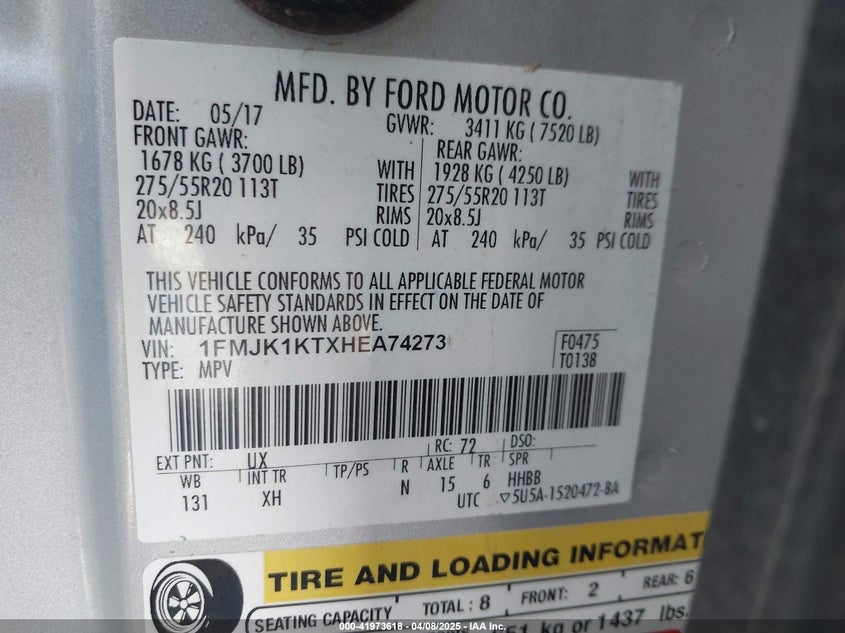 MFD. BY FORD MOTOR CO.
DATE: 05/17
GVWR: 3411 KG ( 7520 LB)
FRONT GAWR:
1678 KG ( 3700 LB) WITH
275/55R20 113T TIRES
20x8.5J RIMS
AT 240 kPa/ 35 PSI COLD
REAR GAWR:
1928 KG ( 4250 LB) WITH
275/55R20 113T TIRES
20x8.5J RIMS
AT 240 kPa/ 35 PSI COLD
THIS VEHICLE CONFORMS TO ALL APPLICABLE FEDERAL MOTOR
VEHICLE SAFETY STANDARDS IN EFFECT ON THE DATE OF
MANUFACTURE SHOWN ABOVE.
VIN: 1FMJK1KTXHEA74273
TYPE: MPV
F0475
T0138
EXT PNT: UX RC: 72 DSO:
WB INT TR TP/PS R AXLE TR SPR
131 XH N 15 6 HHBB
UTC ▽5U5A-1520472-BA
TIRE AND LOADING INFORMAT
SEATING CAPACITY TOTAL : 8 FRONT: 2 REAR: 6
kg or 1437 lbs.
000-41973618 - 04/08/2025 - IAA Inc.